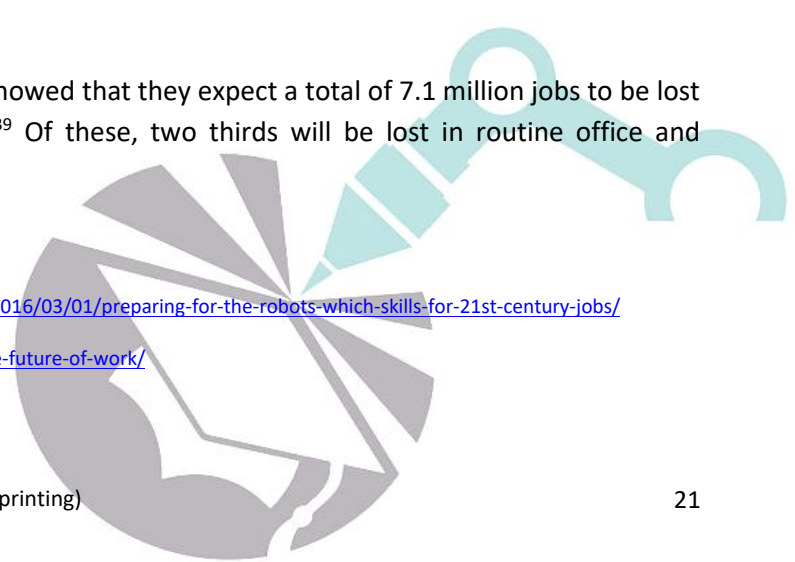 howed that they expect a total of 7.1 million jobs to be lost
39 Of these, two thirds will be lost in routine office and
016/03/01/preparing-for-the-robots-which-skills-for-21st-century-jobs/
e-future-of-work/
printing) 21